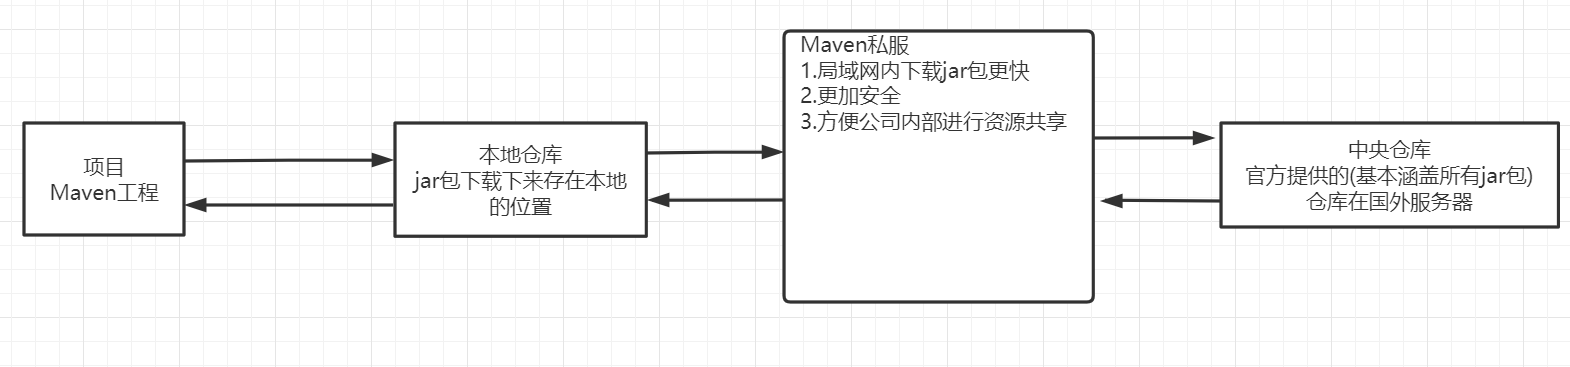 项目
Maven工程
本地仓库
jar包下载下来存在本地
的位置
Maven私服
1.局域网内下载jar包更快
2.更加安全
3.方便公司内部进行资源共享
中央仓库
官方提供的(基本涵盖所有jar包)
仓库在国外服务器